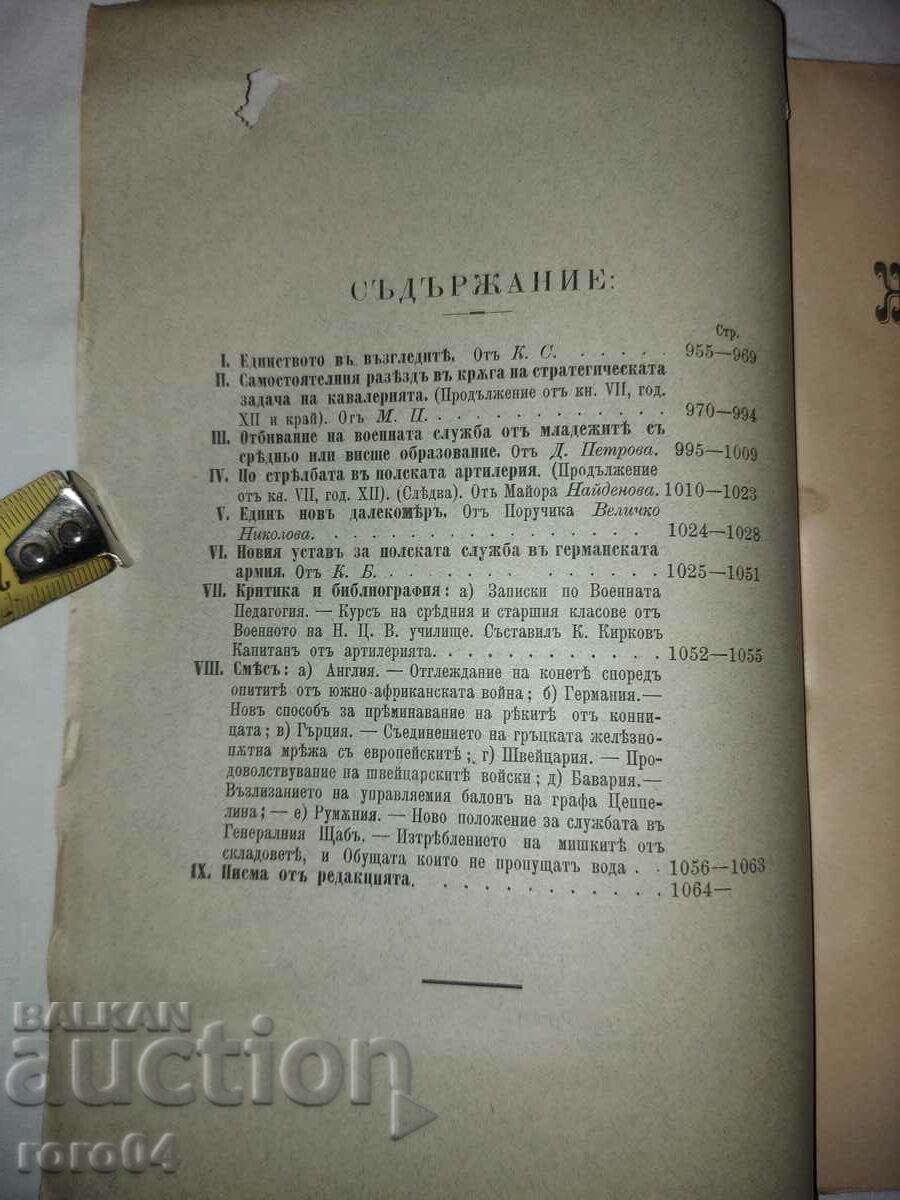 СЪДЪРЖАНИЕ:
Стр.
I. Единството въ възгледитѣ. Отъ К. С. . . . . . 955—969
II. Самостоятелния разѣздъ въ крѫга на стратегическата
задача на кавалерията. (Продължение отъ кн. VII, год.
XII и край). Отъ М. П. . . . . . . . . . . . . 970—994
III. Отбивание на военната служба отъ младежитѣ съ
срѣдньо или висше образование. Отъ Д. Петрова. 995—1009
IV. По стрѣлбата въ полската артилерия. (Продължение
отъ кн. VII, год. XII). (Слѣдва). Отъ Майора Найденова. 1010—1023
V. Единъ новъ далекомѣръ. Отъ Поручика Величко
Николова. . . . . . . . . . . . . . . . . 1024—1028
VI. Новия уставъ за полската служба въ германската
армия. Отъ К. Б. . . . . . . . . . . . . . 1025—1051
VII. Критика и библиография: а) Записки по Военната
Педагогия. — Курсъ на срѣдния и старшия класове отъ
Военното на Н. Ц. В. училище. Съставилъ К. Кирковъ
Капитанъ отъ артилерията. . . . . . . . . . . 1052—1055
VIII. Смѣсъ: а) Англия. — Отглеждание на конетѣ споредъ
опититѣ отъ южно-африканската война; б) Германия.—
Новъ способъ за прѣминавание на рѣкитѣ отъ конни-
цата; в) Гърция. — Съединението на гръцката желѣзно-
пѫтна мрѣжа съ европейскитѣ; г) Швейцария. — Про-
доволствувание на швейцарскитѣ войски; д) Бавария.—
Възлизанието на управляемия балонъ на графа Цеппе-
лина; — е) Румѫния. — Ново положение за службата въ
Генералния Щабъ. — Изтрѣблението на мишкитѣ отъ
складоветѣ, и Обущата които не пропущатъ вода . . 1056—1063
IX. Писма отъ редакцията. . . . . . . . . . . . 1064—
BALKAN
auction
roro04